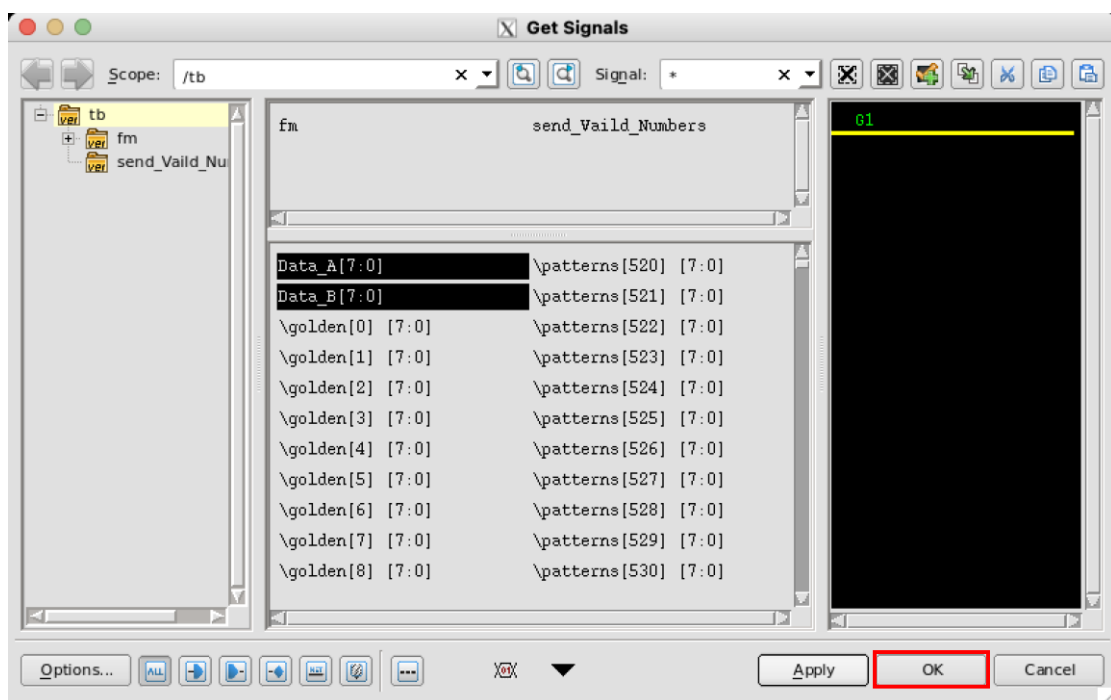 X Get Signals
Scope: /tb Signal: *
tb
fm
send_Vaild_Nu
fm send_Vaild_Numbers
G1
Data_A[7:0] \patterns[520] [7:0]
Data_B[7:0] \patterns[521] [7:0]
\golden[0] [7:0] \patterns[522] [7:0]
\golden[1] [7:0] \patterns[523] [7:0]
\golden[2] [7:0] \patterns[524] [7:0]
\golden[3] [7:0] \patterns[525] [7:0]
\golden[4] [7:0] \patterns[526] [7:0]
\golden[5] [7:0] \patterns[527] [7:0]
\golden[6] [7:0] \patterns[528] [7:0]
\golden[7] [7:0] \patterns[529] [7:0]
\golden[8] [7:0] \patterns[530] [7:0]
Options... ALL Apply OK Cancel